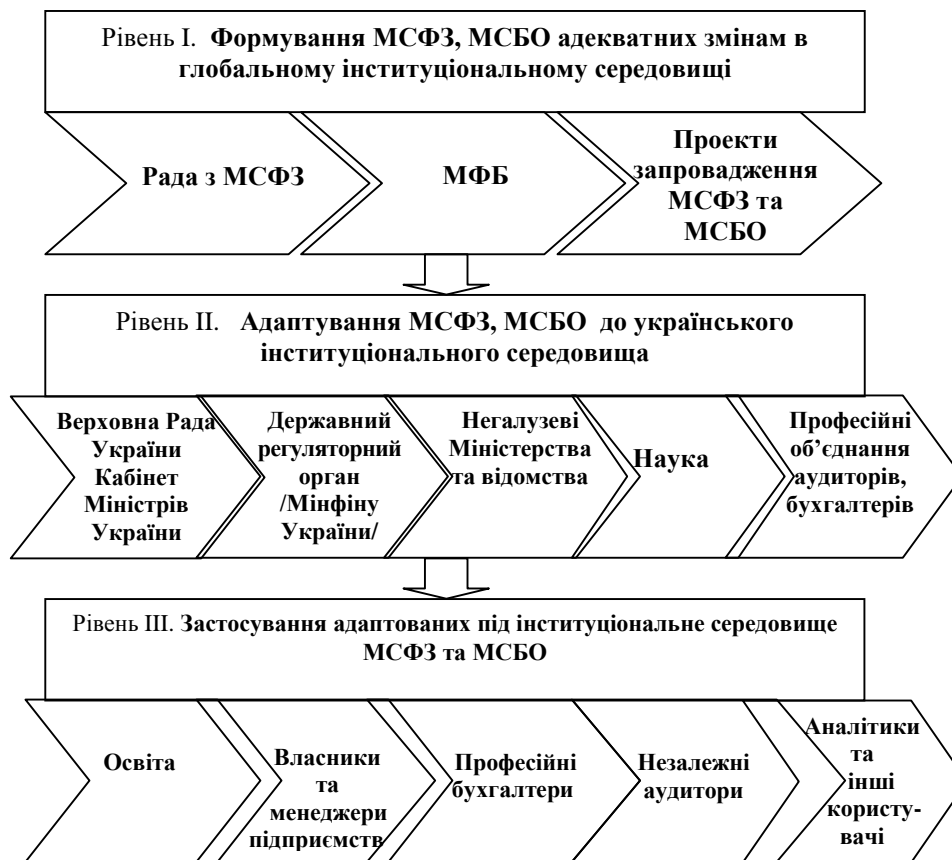 Рівень І. Формування МСФЗ, МСБО адекватних змінам в
глобальному інституціональному середовищі
Рада з МСФЗ
МФБ
Проекти
запровадження
МСФЗ та
МСБО
Рівень ІІ. Адаптування МСФЗ, МСБО до українського
інституціонального середовища
Верховна Рада
України
Кабінет
Міністрів
України
Державний
регуляторний
орган
/Мінфіну
України/
Негалузеві
Міністерства
та відомства
Наука
Професійні
об’єднання
аудиторів,
бухгалтерів
Рівень ІІІ. Застосування адаптованих під інституціональне середовище
МСФЗ та МСБО
Освіта
Власники
та
менеджери
підприємств
Професійні
бухгалтери
Незалежні
аудитори
Аналітики
та
інші
користу-
вачі